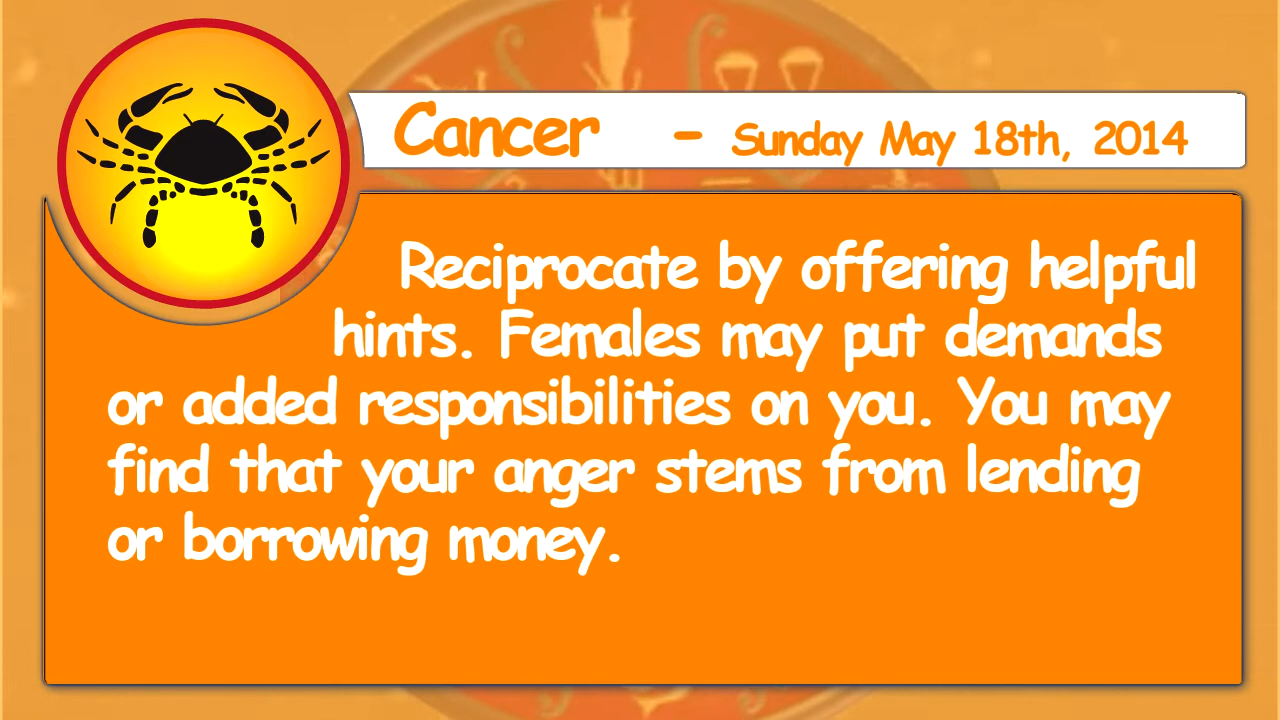 Cancer - Sunday May 18th, 2014
Reciprocate by offering helpful
hints. Females may put demands
or added responsibilities on you. You may
find that your anger stems from lending
or borrowing money.